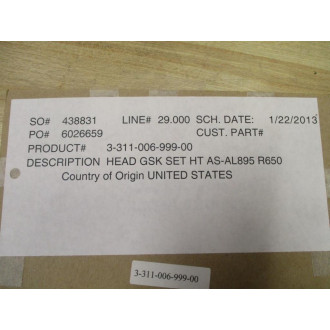 SO# 438831 LINE# 29.000 SCH. DATE: 1/22/2013
PO# 6026659 CUST. PART#
PRODUCT# 3-311-006-999-00
DESCRIPTION HEAD GSK SET HT AS-AL895 R650
Country of Origin UNITED STATES
3-311-006-999-00